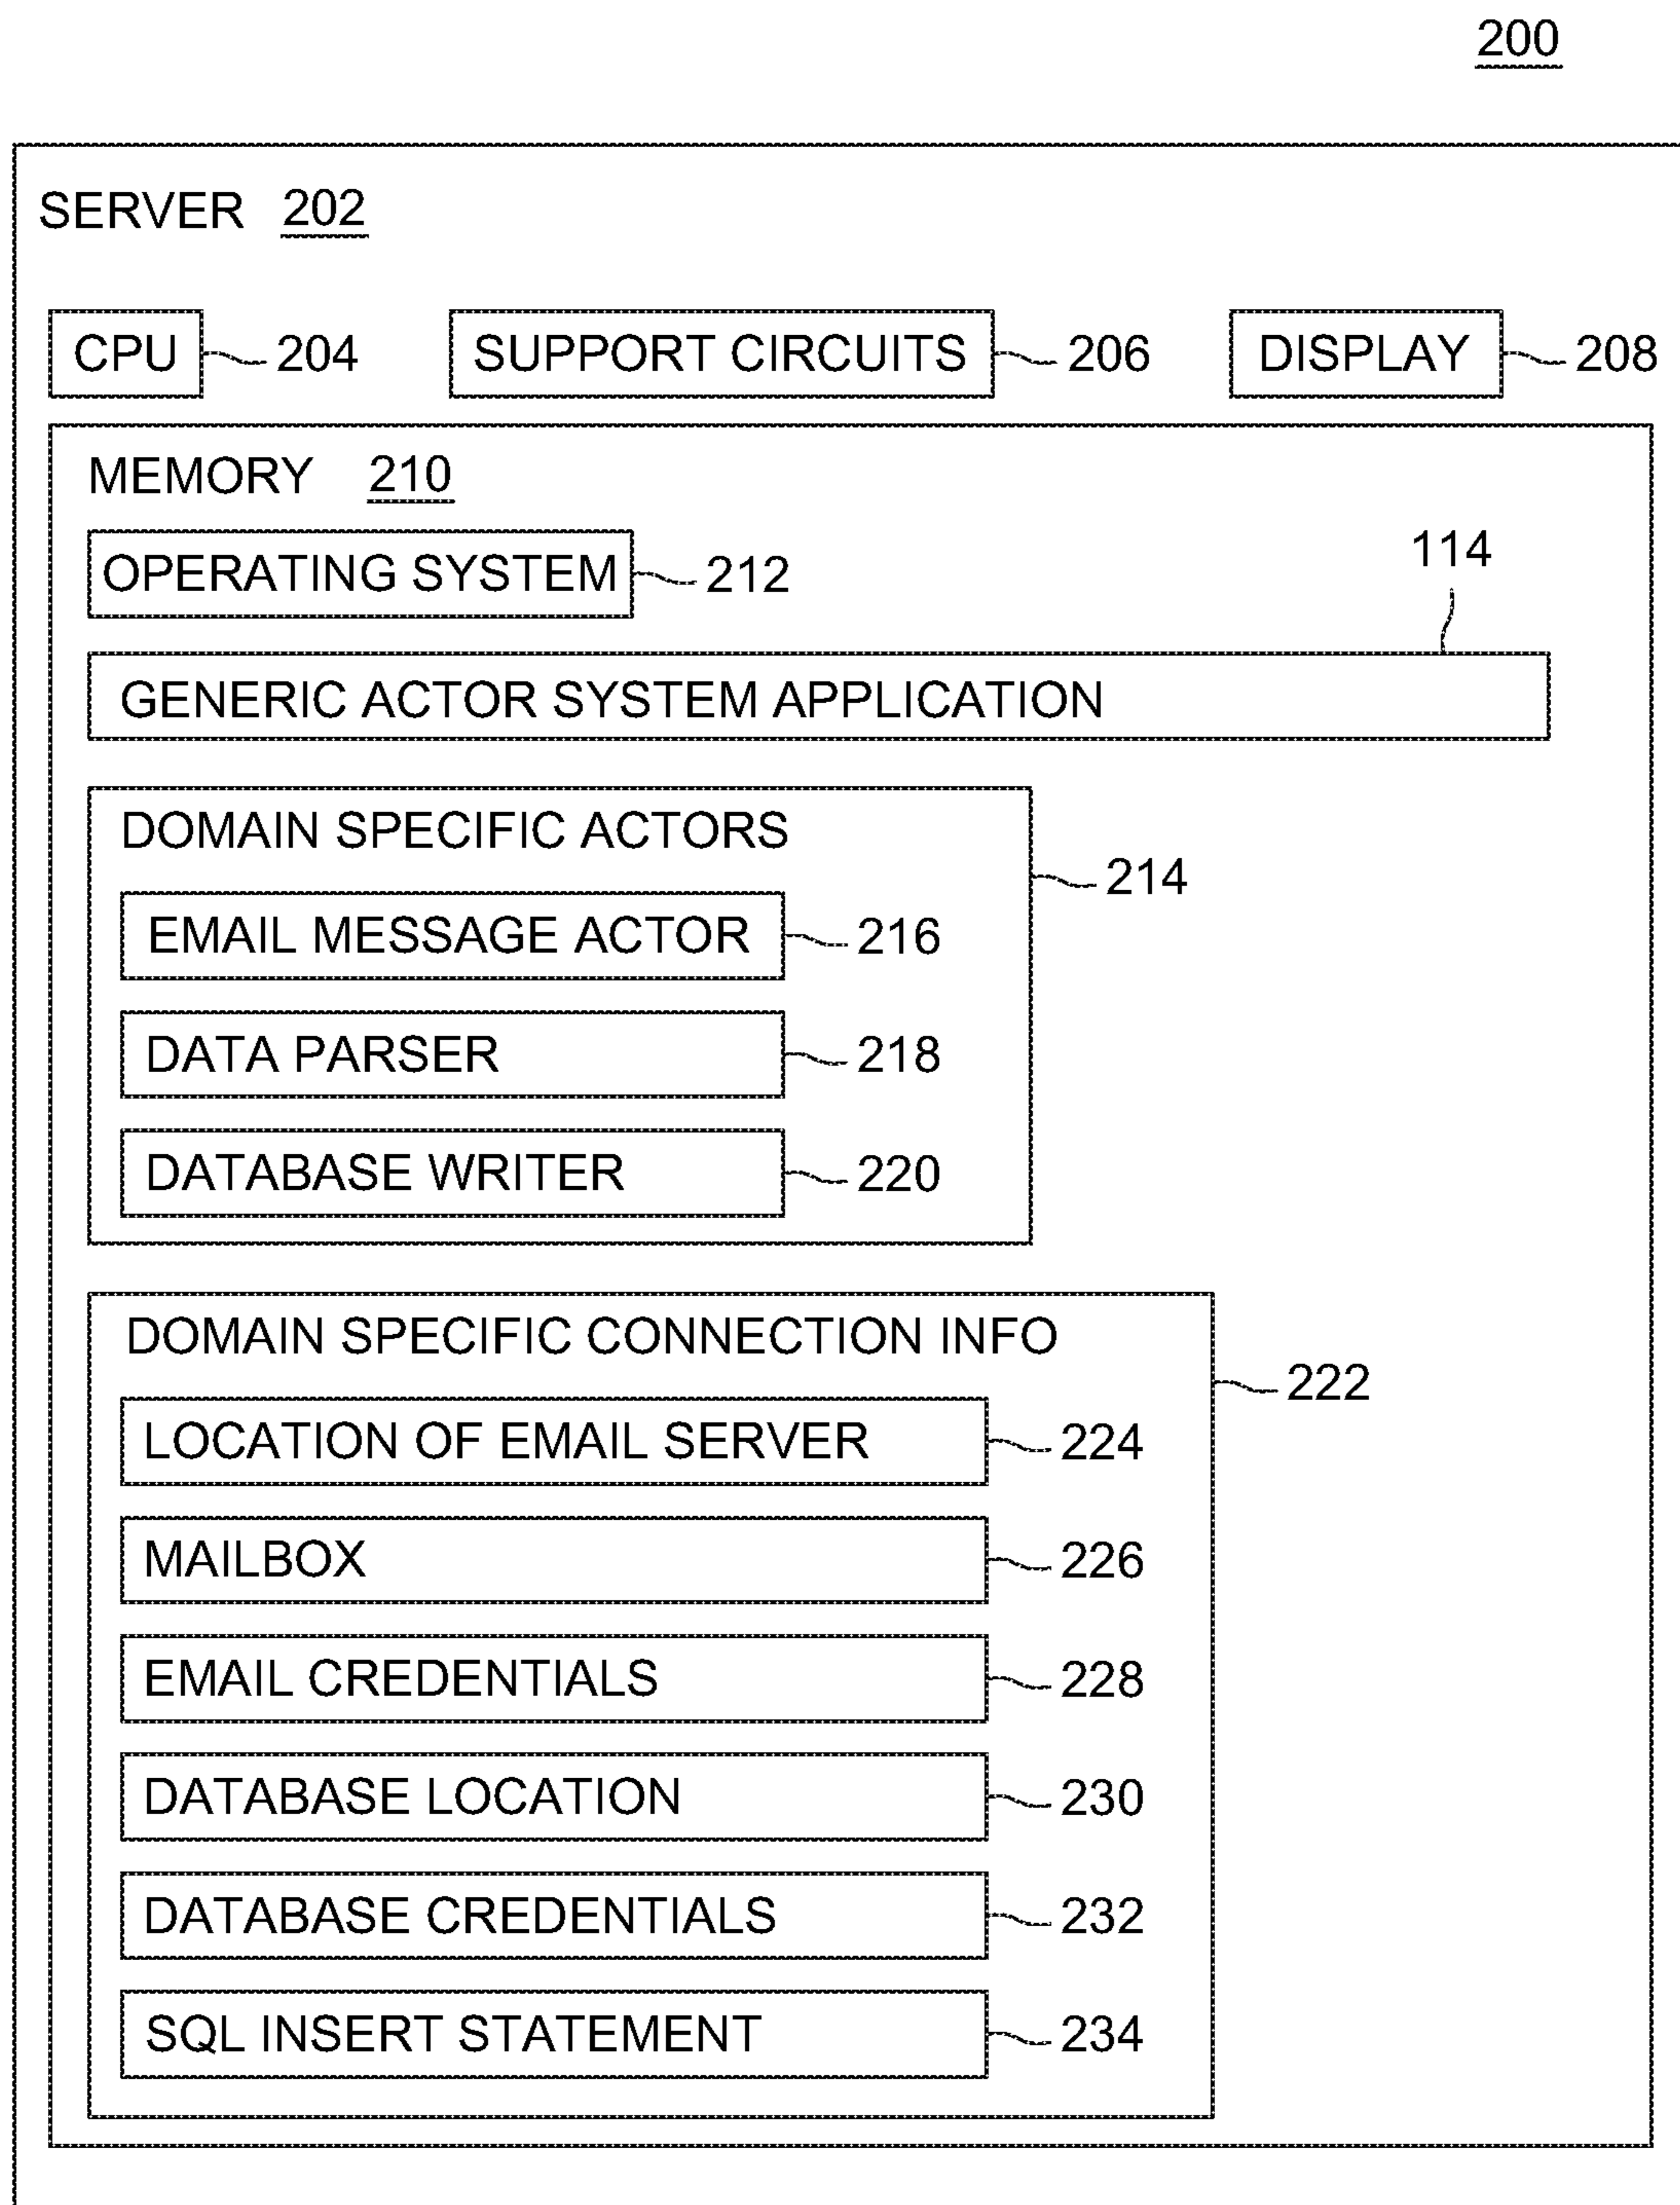 200
SERVER 202
CPU 204 SUPPORT CIRCUITS 206 DISPLAY 208
MEMORY 210
OPERATING SYSTEM 212
114
GENERIC ACTOR SYSTEM APPLICATION
DOMAIN SPECIFIC ACTORS
214
EMAIL MESSAGE ACTOR 216
DATA PARSER 218
DATABASE WRITER 220
DOMAIN SPECIFIC CONNECTION INFO
222
LOCATION OF EMAIL SERVER 224
MAILBOX 226
EMAIL CREDENTIALS 228
DATABASE LOCATION 230
DATABASE CREDENTIALS 232
SQL INSERT STATEMENT 234